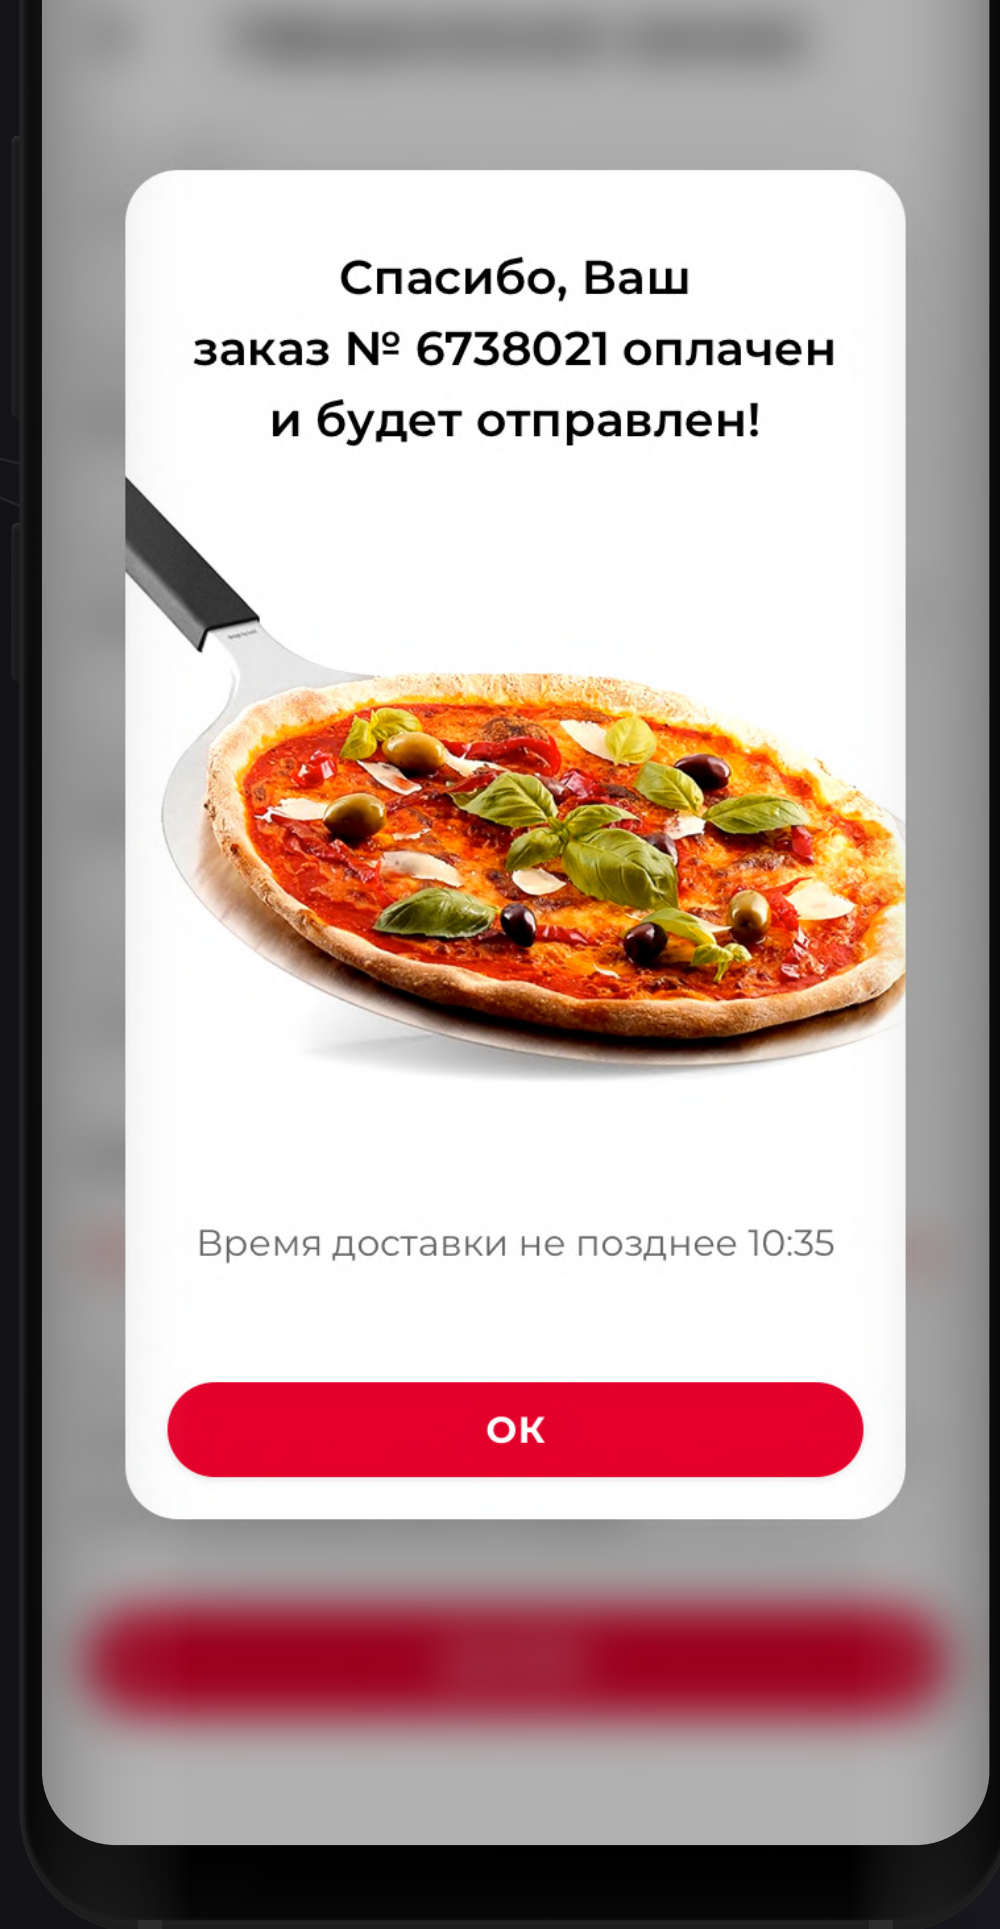 Спасибо, Ваш
заказ № 6738021 оплачен
и будет отправлен!
Время доставки не позднее 10:35
ОК